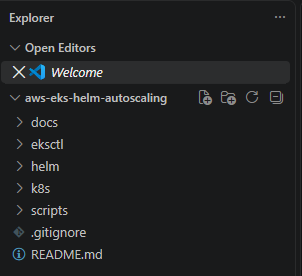 Explorer
Open Editors
Welcome
aws-eks-helm-autoscaling
docs
eksctl
helm
k8s
scripts
.gitignore
README.md